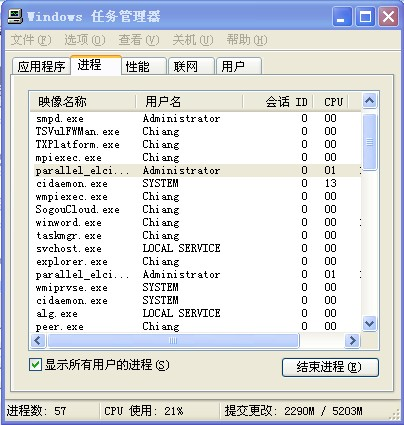 Windows 任务管理器
文件(F) 选项(O) 查看(V) 关机(U) 帮助(H)
应用程序 进程 性能 联网 用户
映像名称 用户名 会话 ID CPU
smpd.exe Administrator 0 00
TSVulFWMan.exe Chiang 0 00
TXPlatform.exe Chiang 0 00
mpiexec.exe Chiang 0 00
parallel_elci... Administrator 0 01
cidaemon.exe SYSTEM 0 13
wmpiexec.exe Chiang 0 00
SogouCloud.exe Chiang 0 00
winword.exe Chiang 0 00
taskmgr.exe Chiang 0 00
svchost.exe LOCAL SERVICE 0 00
explorer.exe Chiang 0 00
parallel_elci... Administrator 0 01
wmiprvse.exe SYSTEM 0 00
cidaemon.exe SYSTEM 0 00
alg.exe LOCAL SERVICE 0 00
peer.exe Chiang 0 00
显示所有用户的进程(S) 结束进程(E)
进程数: 57 CPU 使用: 21% 提交更改: 2290M / 5203M